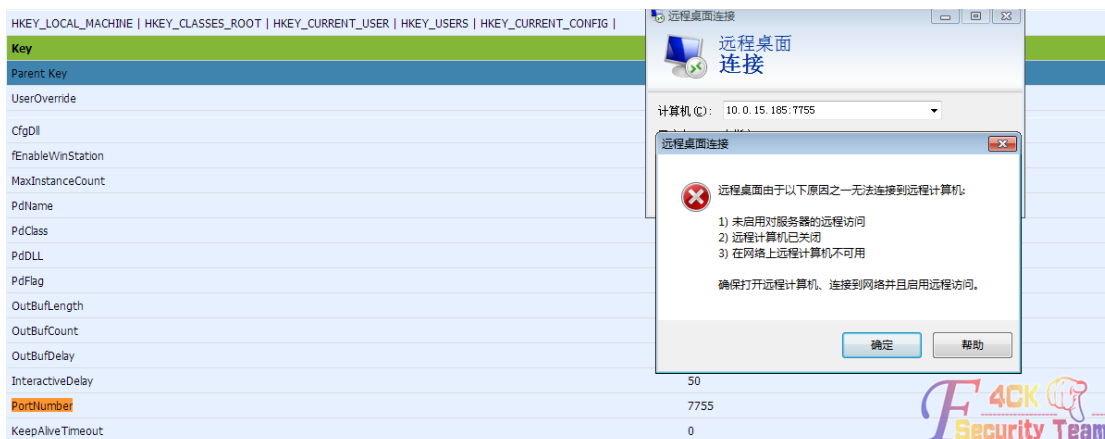 HKEY_LOCAL_MACHINE | HKEY_CLASSES_ROOT | HKEY_CURRENT_USER | HKEY_USERS | HKEY_CURRENT_CONFIG |
Key
Parent Key
UserOverride
CfgDll
fEnableWinStation
MaxInstanceCount
PdName
PdClass
PdDLL
PdFlag
OutBufLength
OutBufCount
OutBufDelay
InteractiveDelay 50
PortNumber 7755
KeepAliveTimeout 0
远程桌面连接
远程桌面
连接
计算机(C): 10.0.15.185:7755
远程桌面连接
远程桌面由于以下原因之一无法连接到远程计算机:
1) 未启用对服务器的远程访问
2) 远程计算机已关闭
3) 在网络上远程计算机不可用
确保打开远程计算机、连接到网络并且启用远程访问。
确定 帮助
F4CK
Security Team